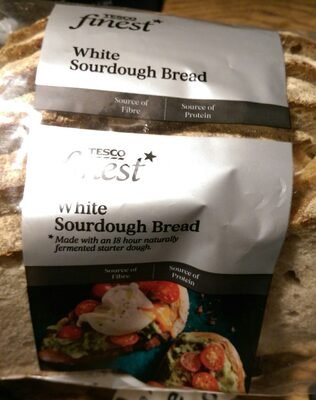 TESCO
finest*
White
Sourdough Bread
Source of
Fibre
Source of
Protein
TESCO
finest*
White
Sourdough Bread
*Made with an 18 hour naturally
fermented starter dough.
Source of
Fibre
Source of
Protein